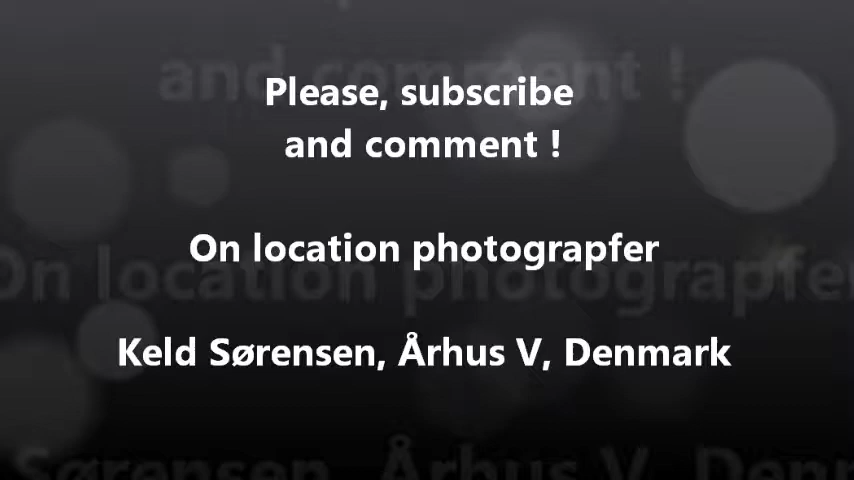 Please, subscribe
and comment !
On location photograpfer
Keld Sørensen, Århus V, Denmark